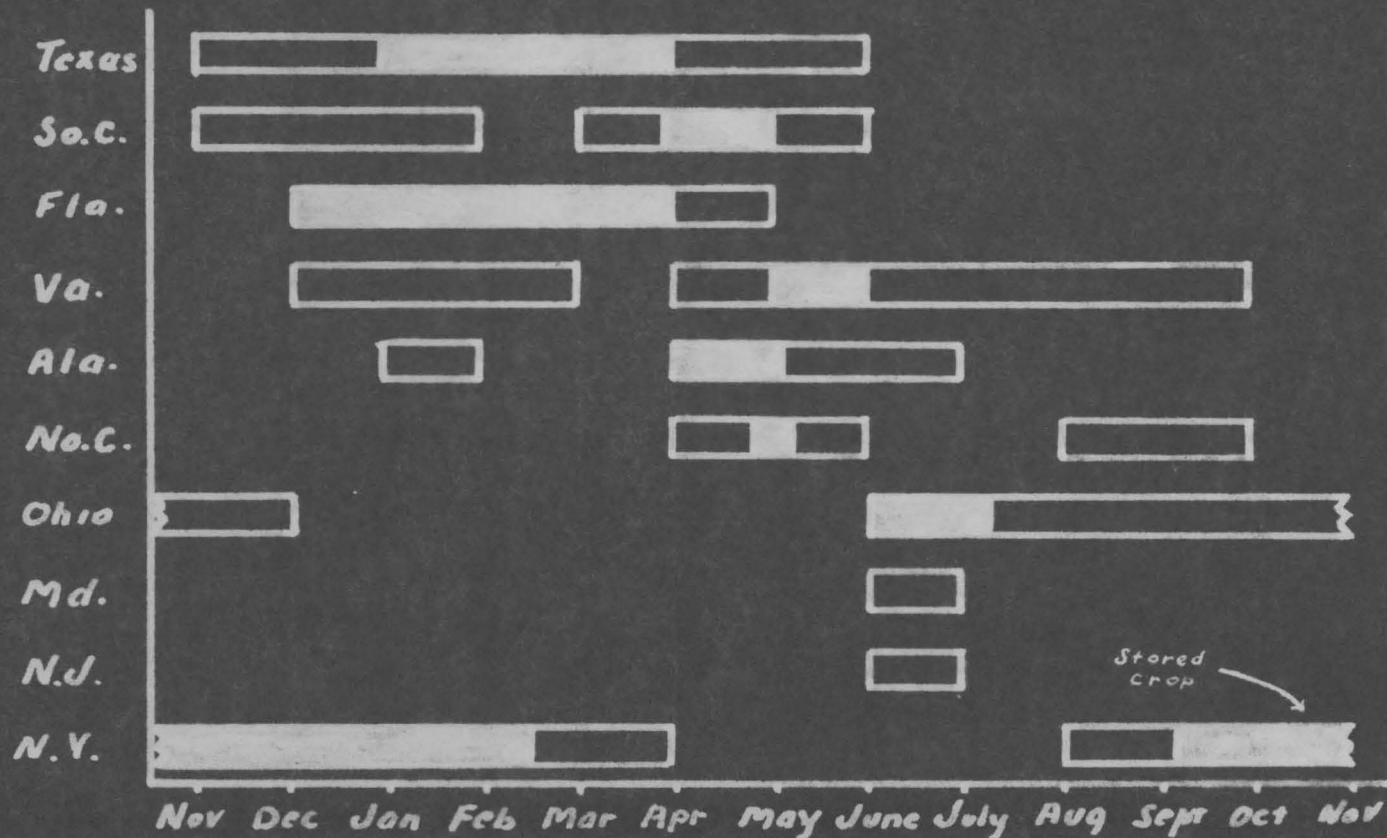 Texas
So.C.
Fla.
Va.
Ala.
No.C.
Ohio
Md.
N.J.
Stored
Crop
N.Y.
Nov Dec Jan Feb Mar Apr May June July Aug Sept Oct Nov